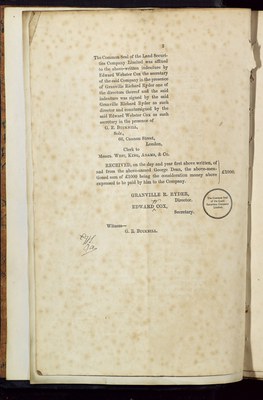 The Common Seal of the Land Securi-
ties Company Limited was affixed
to the above-written indenture by
Edward Webster Cox the secretary
of the said Company in the presence
of Granville Richard Ryder one of
the directors thereof and the said
indenture was signed by the said
Granville Richard Ryder as such
director and countersigned by the
said Edward Webster Cox as such
secretary in the presence of
G. E. BICKNELL,
Solr.,
Cannon Street,
London.
Clerk to
Messrs. KING, ADAMS, & Co.
RECEIVED, on the day and year first above written, of
and from the above-named George Dean, the above-men-
tioned sum of £1000 being the consideration money above
expressed to be paid by him to the Company.
£1000.
GRANVILLE R. RYDER,
Director.
EDWARD COX,
Secretary.
Witness—
G. E. BICKNELL.